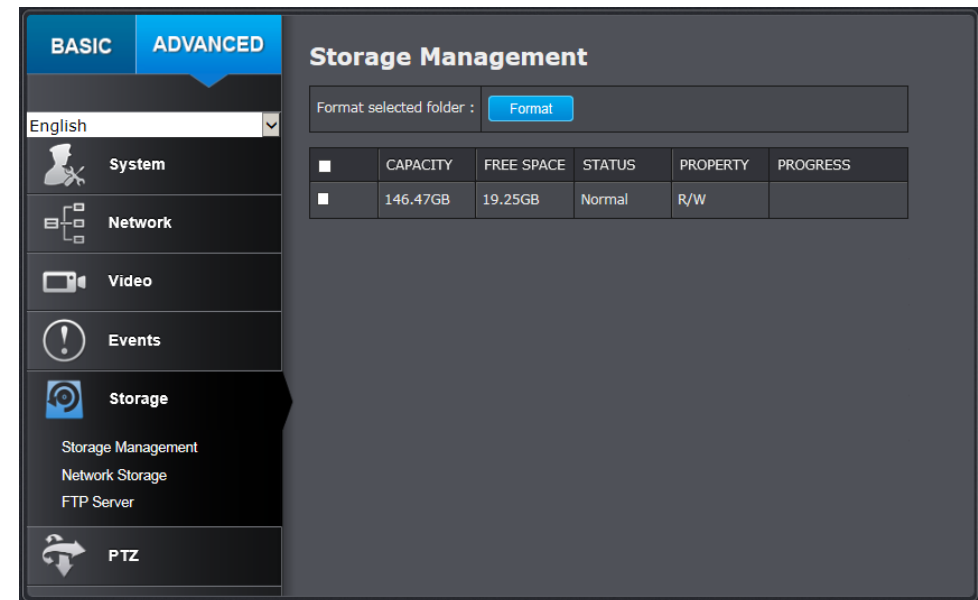 BASIC ADVANCED
English
System
Network
Video
Events
Storage
Storage Management
Network Storage
FTP Server
PTZ
Storage Management
Format selected folder : Format
CAPACITY FREE SPACE STATUS PROPERTY PROGRESS
146.47GB 19.25GB Normal R/W